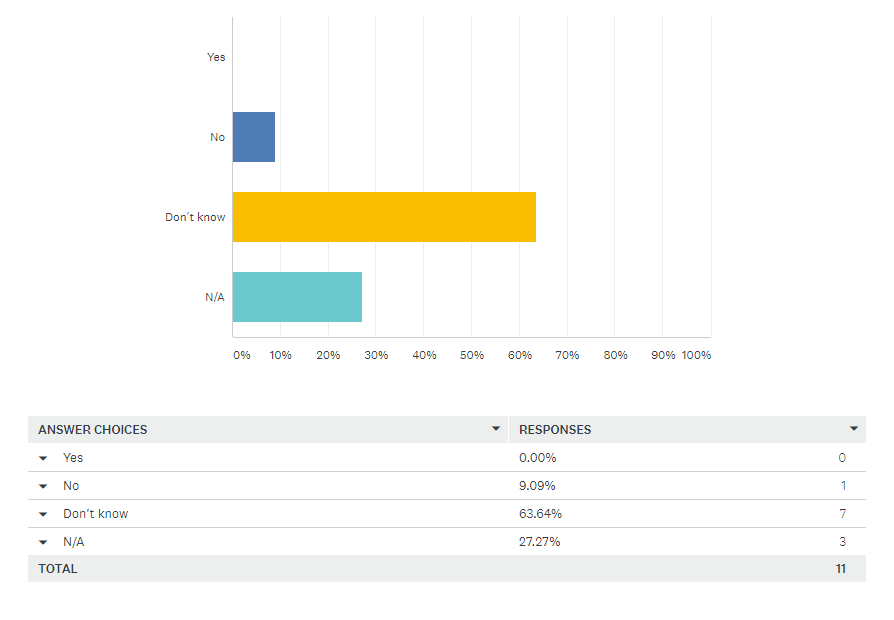 Yes
No
Don't know
N/A
0% 10% 20% 30% 40% 50% 60% 70% 80% 90% 100%
ANSWER CHOICES RESPONSES
Yes 0.00% 0
No 9.09% 1
Don't know 63.64% 7
N/A 27.27% 3
TOTAL 11